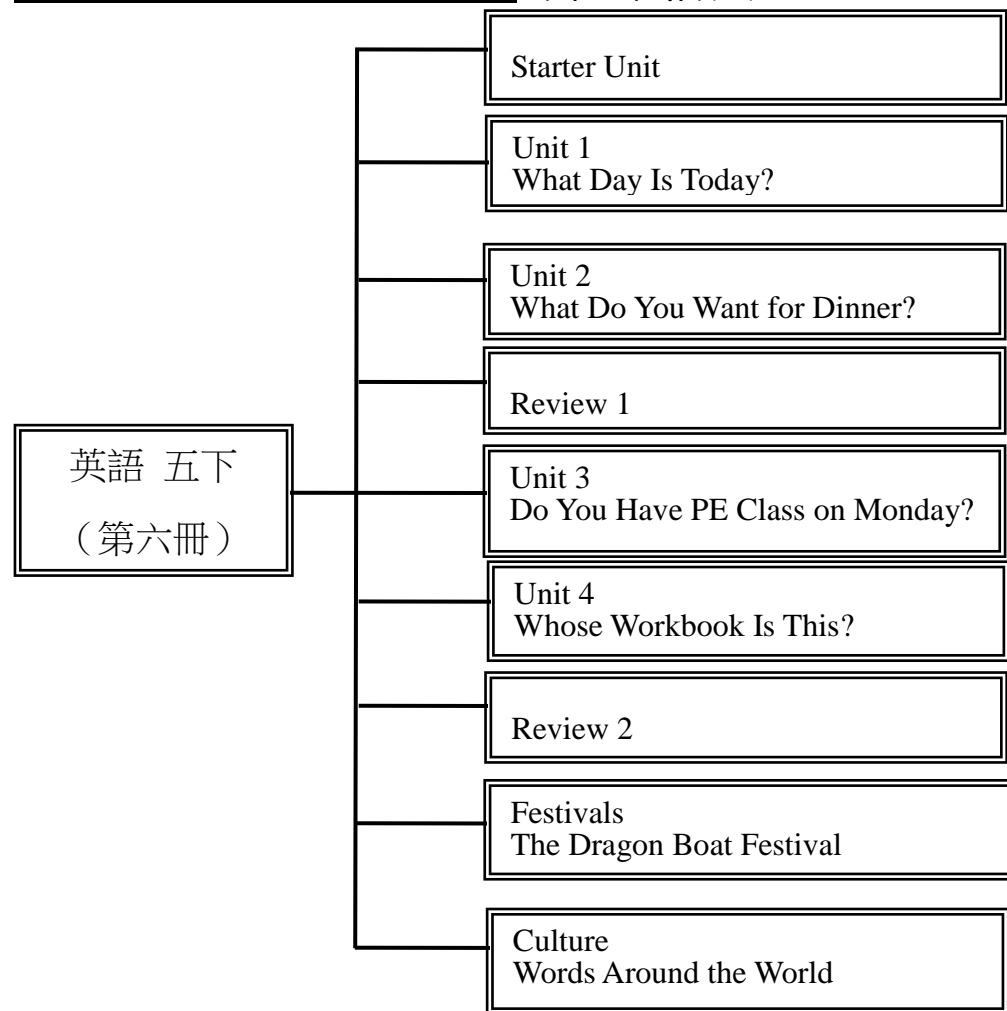 Starter Unit
Unit 1
What Day Is Today?
Unit 2
What Do You Want for Dinner?
Review 1
英語 五下
（第六冊）
Unit 3
Do You Have PE Class on Monday?
Unit 4
Whose Workbook Is This?
Review 2
Festivals
The Dragon Boat Festival
Culture
Words Around the World